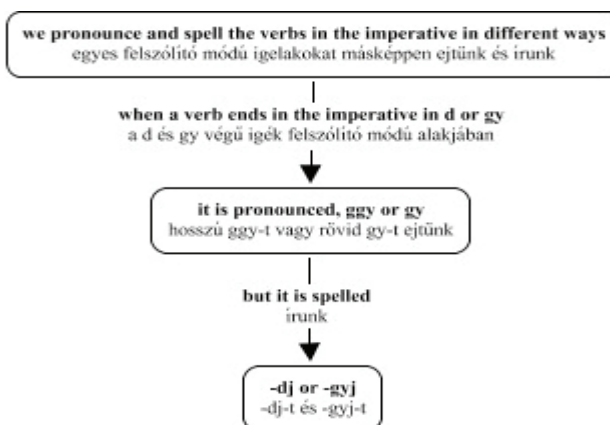 we pronounce and spell the verbs in the imperative in different ways
egyes felszólító módú igelakokat másképpen ejtünk és írunk
when a verb ends in the imperative in d or gy
a d és gy végű igék felszólító módú alakjában
it is pronounced, ggy or gy
hosszú ggy-t vagy rövid gy-t ejtünk
but it is spelled
írunk
-dj or -gyj
-dj-t és -gyj-t